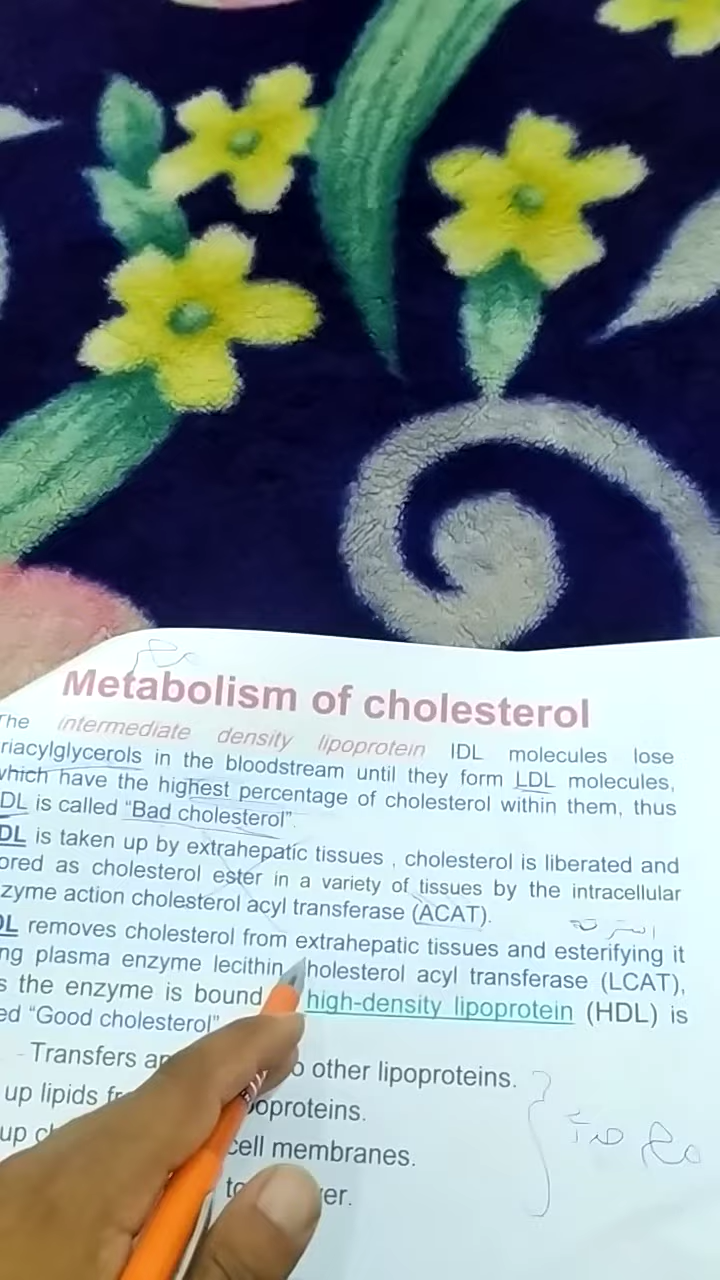 Metabolism of cholesterol
The intermediate density lipoprotein IDL molecules lose
riacylglycerols in the bloodstream until they form LDL molecules,
which have the highest percentage of cholesterol within them, thus
DL is called “Bad cholesterol”.
DL is taken up by extrahepatic tissues , cholesterol is liberated and
ored as cholesterol ester in a variety of tissues by the intracellular
zyme action cholesterol acyl transferase (ACAT).
DL removes cholesterol from extrahepatic tissues and esterifying it
ng plasma enzyme lecithin holesterol acyl transferase (LCAT),
s the enzyme is bound high-density lipoprotein (HDL) is
ed “Good cholesterol”
- Transfers o other lipoproteins.
up lipids oproteins.
up cell membranes.
er.